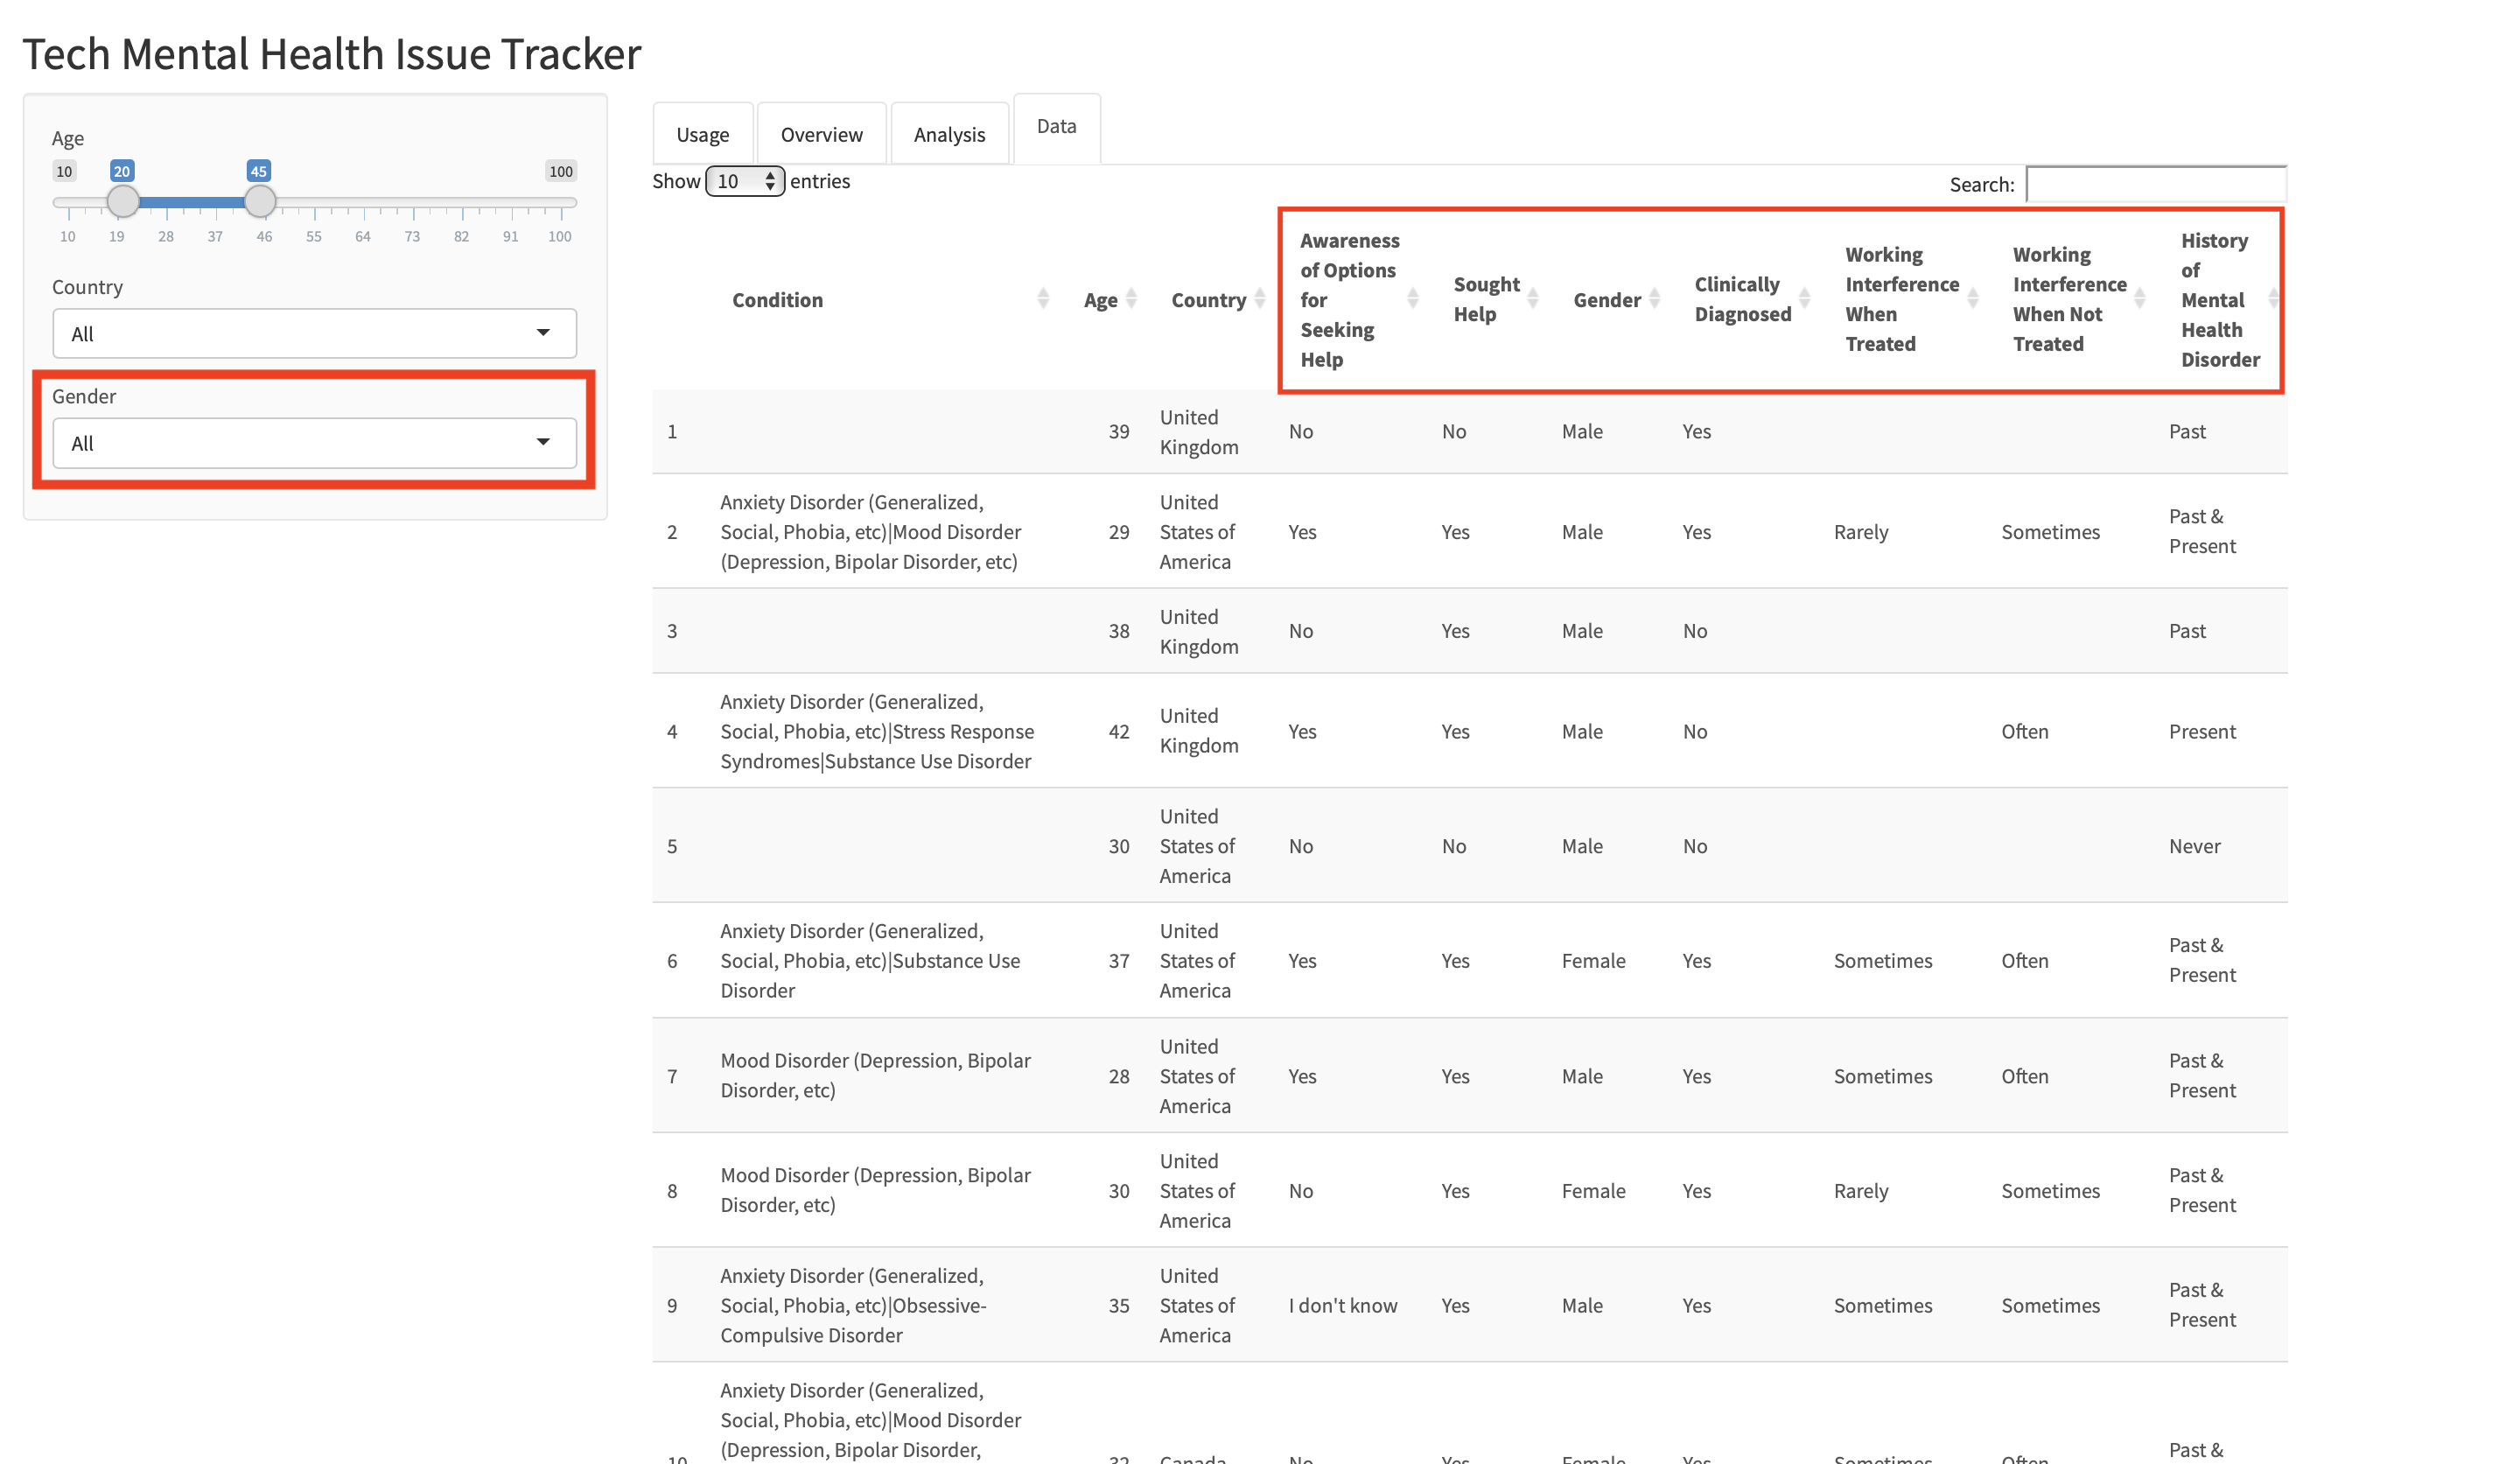 Tech Mental Health Issue Tracker
Age
10 20 45 100
10 19 28 37 46 55 64 73 82 91 100
Country
All
Gender
All
Usage Overview Analysis Data
Show 10 entries
Search:
Condition
Age
Country
Awareness
of Options
for
Seeking
Help
Sought
Help
Gender
Clinically
Diagnosed
Working
Interference
When
Treated
Working
Interference
When Not
Treated
History
of
Mental
Health
Disorder
1
39
United
Kingdom
No
No
Male
Yes
Past
2
Anxiety Disorder (Generalized,
Social, Phobia, etc)|Mood Disorder
(Depression, Bipolar Disorder, etc)
29
United
States of
America
Yes
Yes
Male
Yes
Rarely
Sometimes
Past &
Present
3
38
United
Kingdom
No
Yes
Male
No
Past
4
Anxiety Disorder (Generalized,
Social, Phobia, etc)|Stress Response
Syndromes|Substance Use Disorder
42
United
Kingdom
Yes
Yes
Male
No
Often
Present
5
30
United
States of
America
No
No
Male
No
Never
6
Anxiety Disorder (Generalized,
Social, Phobia, etc)|Substance Use
Disorder
37
United
States of
America
Yes
Yes
Female
Yes
Sometimes
Often
Past &
Present
7
Mood Disorder (Depression, Bipolar
Disorder, etc)
28
United
States of
America
Yes
Yes
Male
Yes
Sometimes
Often
Past &
Present
8
Mood Disorder (Depression, Bipolar
Disorder, etc)
30
United
States of
America
No
Yes
Female
Yes
Rarely
Sometimes
Past &
Present
9
Anxiety Disorder (Generalized,
Social, Phobia, etc)|Obsessive-
Compulsive Disorder
35
United
States of
America
I don't know
Yes
Male
Yes
Sometimes
Sometimes
Past &
Present
10
Anxiety Disorder (Generalized,
Social, Phobia, etc)|Mood Disorder
(Depression, Bipolar Disorder,
32
Canada
No
Yes
Female
Yes
Sometimes
Often
Past &